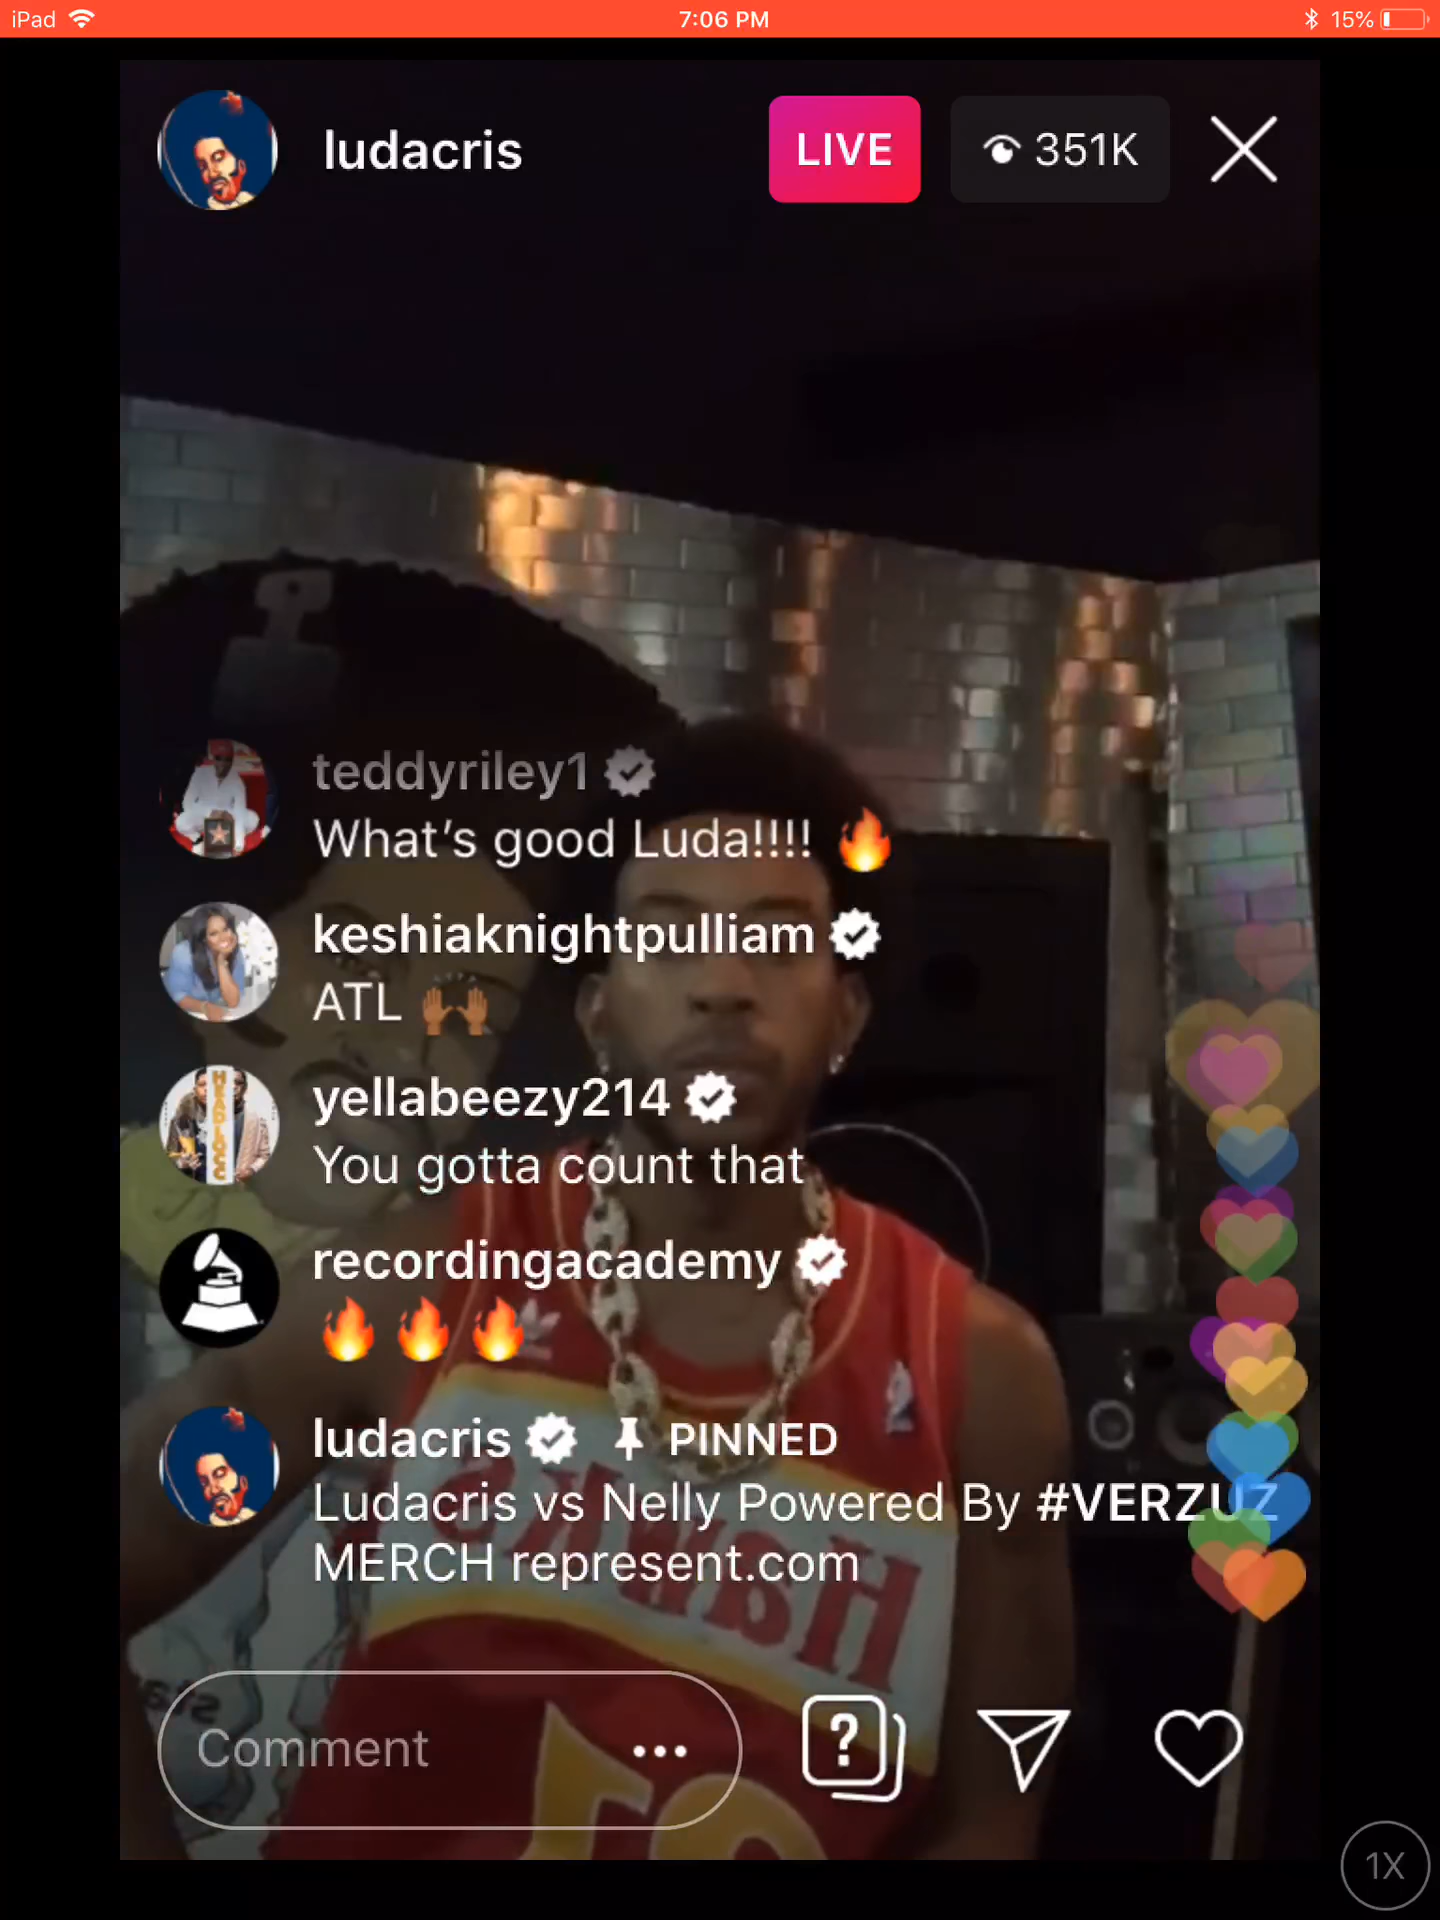 iPad 7:06 PM 15%
ludacris LIVE 351K
teddyriley1
What's good Luda!!!! 🔥
keshiaknightpulliam
ATL 🙌🏾
yellabeezy214
You gotta count that
recordingacademy
🔥 🔥 🔥
ludacris PINNED
Ludacris vs Nelly Powered By #VERZUZ
MERCH represent.com
Hawks
Comment ...
?
1X